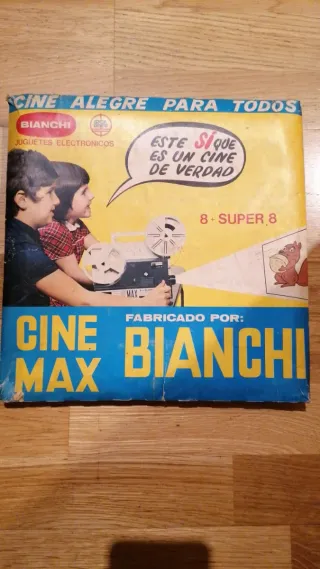 CINE ALEGRE PARA TODOS
BIANCHI
JUGUETES ELECTRONICOS
ESTE SÍ QUE
ES UN CINE
DE VERDAD
8 · SUPER 8
MAX
FABRICADO POR:
CINE
MAX
BIANCHI